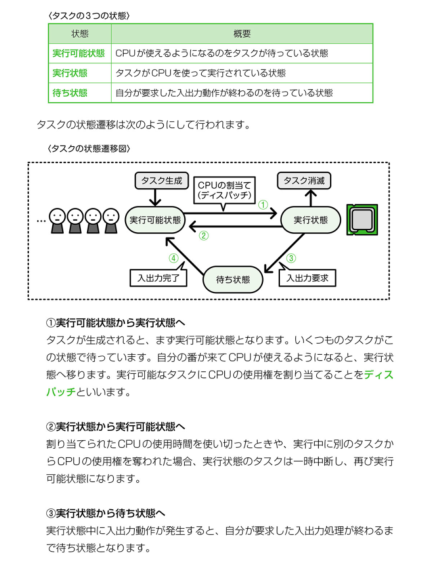 〈タスクの3つの状態〉
状態 概要
実行可能状態 CPUが使えるようになるのをタスクが待っている状態
実行状態 タスクがCPUを使って実行されている状態
待ち状態 自分が要求した入出力動作が終わるのを待っている状態
タスクの状態遷移は次のようにして行われます。
〈タスクの状態遷移図〉
タスク生成
CPUの割当て
(ディスパッチ)
タスク消滅
①
…
実行可能状態
実行状態
②
④
③
入出力完了
待ち状態
入出力要求
①実行可能状態から実行状態へ
タスクが生成されると、まず実行可能状態となります。いくつものタスクがこ
の状態で待っています。自分の番が来てCPUが使えるようになると、実行状
態へ移ります。実行可能なタスクにCPUの使用権を割り当てることをディス
パッチといいます。
②実行状態から実行可能状態へ
割り当てられたCPUの使用時間を使い切ったときや、実行中に別のタスクか
らCPUの使用権を奪われた場合、実行状態のタスクは一時中断し、再び実行
可能状態になります。
③実行状態から待ち状態へ
実行状態中に入出力動作が発生すると、自分が要求した入出力処理が終わるま
で待ち状態となります。